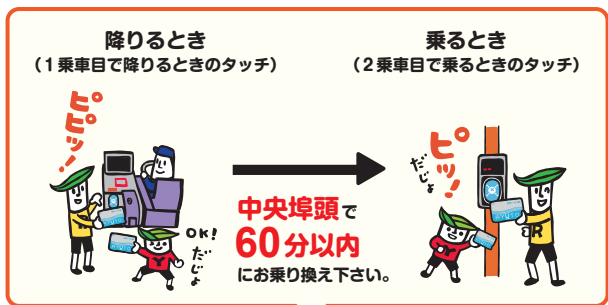 降りるとき
(1乗車目で降りるときのタッチ)
ピピッ!
OK!
だじょ
中央埠頭で
60分以内
にお乗り換え下さい。
乗るとき
(2乗車目で乗るときのタッチ)
ピッ!
だじょ
R
Y
Y